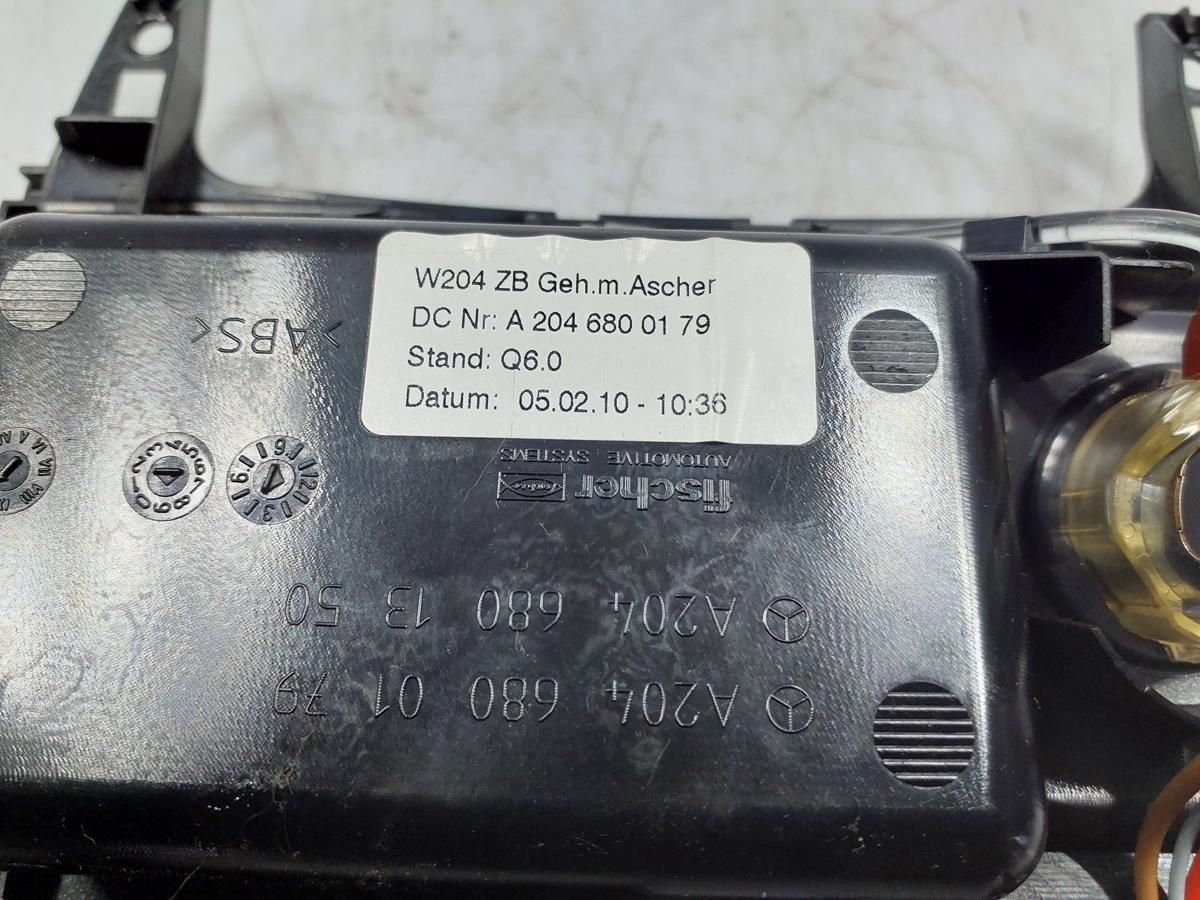 W204 ZB Geh.m.Ascher
DC Nr: A 204 680 01 79
Stand: Q6.0
Datum: 05.02.10 - 10:36
>ABS<
fischer
AUTOMOTIVE SYSTEMS
A204 680 13 50
A204 680 01 79